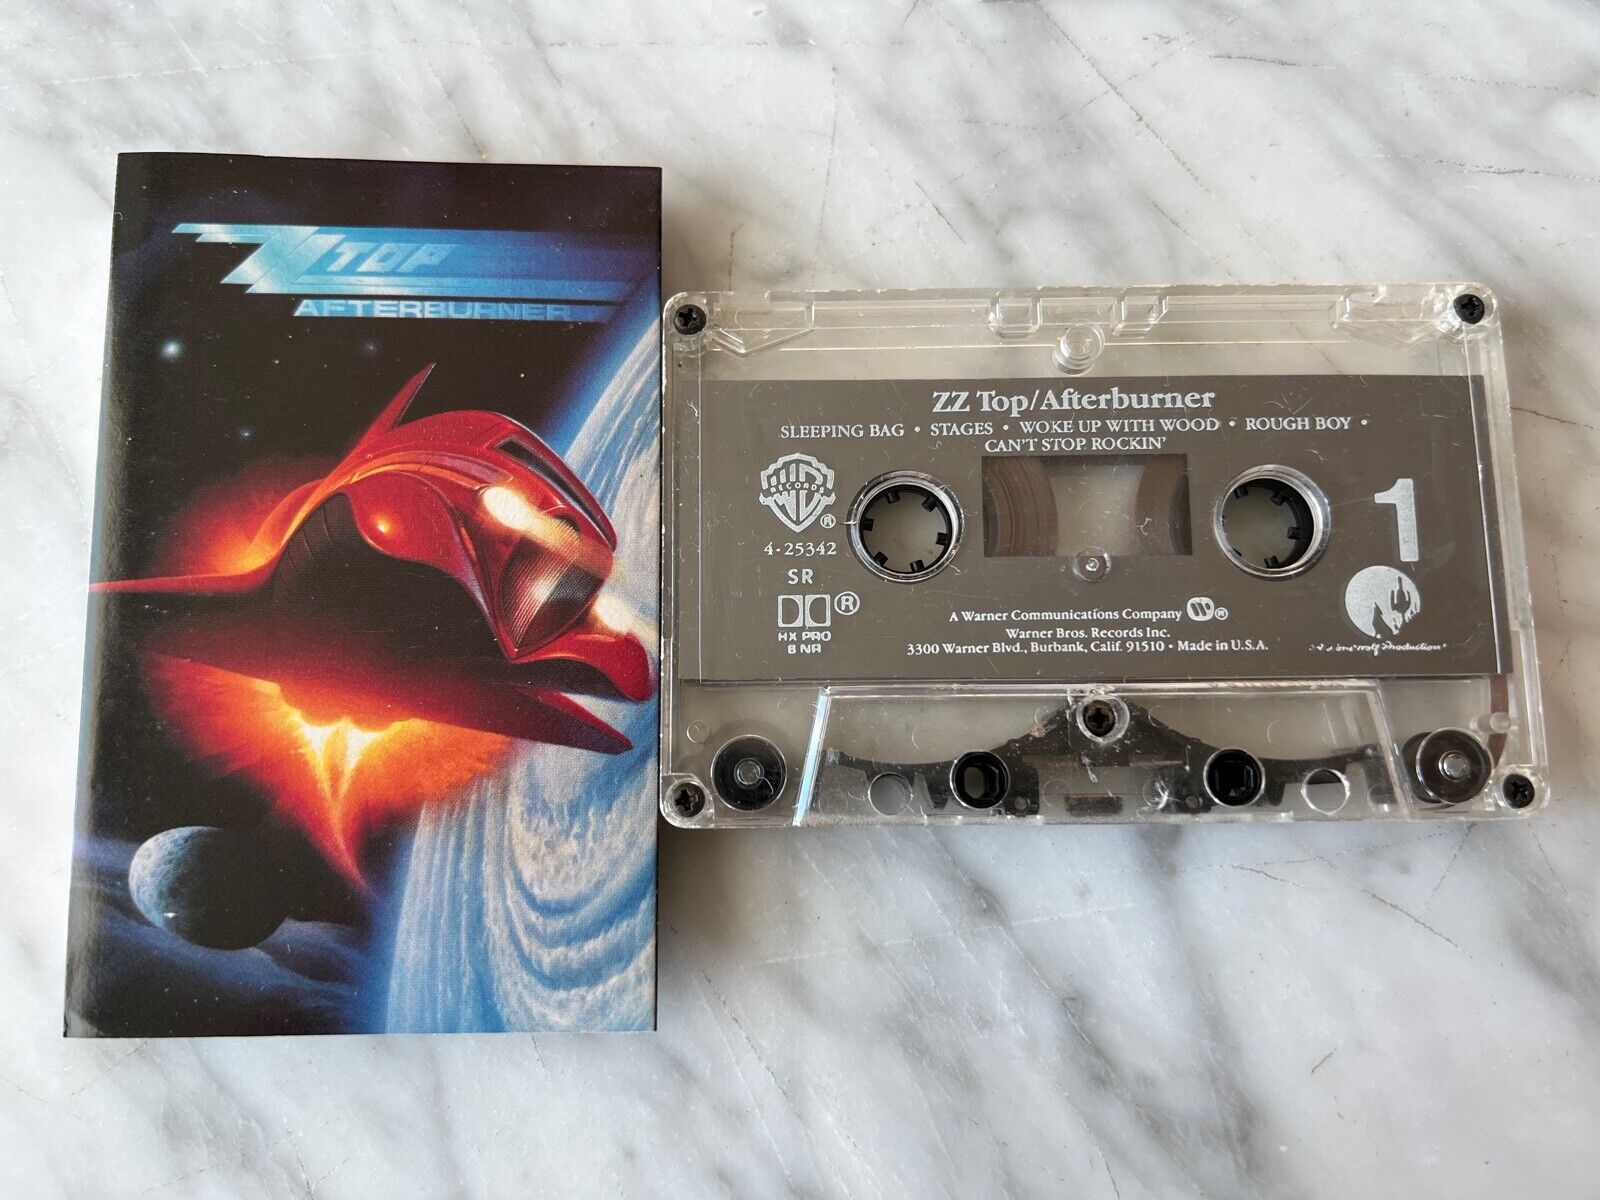 ZZ TOP
AFTERBURNER
ZZ Top/Afterburner
SLEEPING BAG • STAGES • WOKE UP WITH WOOD • ROUGH BOY •
CAN'T STOP ROCKIN'
RECORDS
®
4-25342
SR
®
HX PRO
B NR
1
A Warner Communications Company ®
Warner Bros. Records Inc.
3300 Warner Blvd., Burbank, Calif. 91510 • Made in U.S.A.
Production